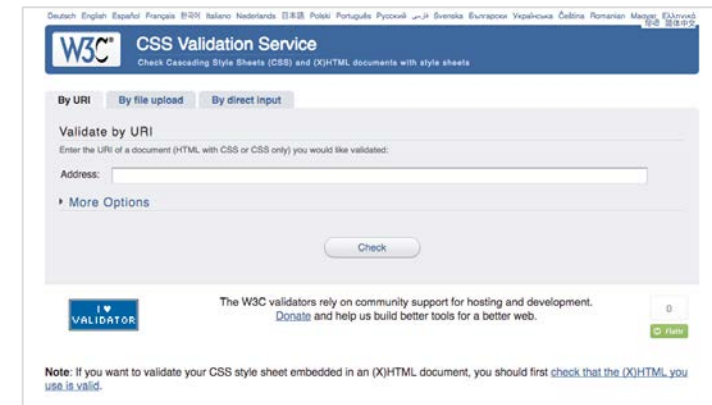 Deutsch English Español Français 한국어 Italiano Nederlands 日本語 Polski Português Русский فارسی Svenska Български Українська Čeština Romanian Magyar Ελληνικά
हिन्दी 简体中文
W3C®
CSS Validation Service
Check Cascading Style Sheets (CSS) and (X)HTML documents with style sheets
By URI By file upload By direct input
Validate by URI
Enter the URI of a document (HTML with CSS or CSS only) you would like validated:
Address:
More Options
Check
I ♥
VALIDATOR
The W3C validators rely on community support for hosting and development.
Donate and help us build better tools for a better web.
0
Flattr
Note: If you want to validate your CSS style sheet embedded in an (X)HTML document, you should first check that the (X)HTML you
use is valid.